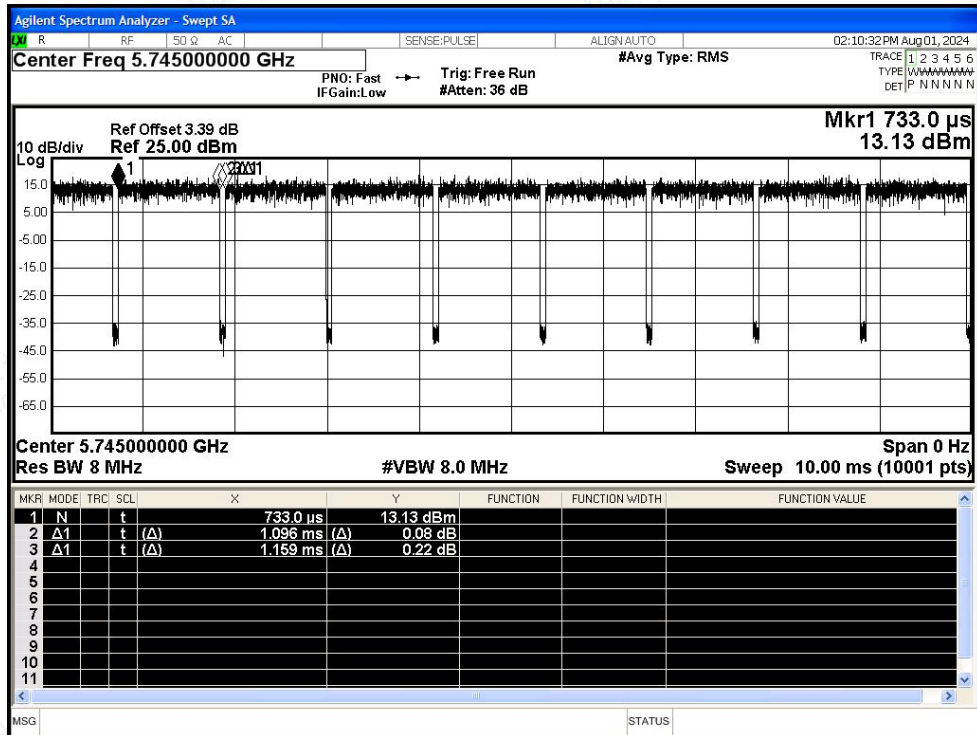 Agilent Spectrum Analyzer - Swept SA
LXI R RF 50 Ω AC SENSE:PULSE ALIGN AUTO 02:10:32 PM Aug 01, 2024
Center Freq 5.745000000 GHz #Avg Type: RMS TRACE 1 2 3 4 5 6
PNO: Fast Trig: Free Run TYPE
IFGain:Low #Atten: 36 dB DET P N N N N N
Mkr1 733.0 µs
Ref Offset 3.39 dB
10 dB/div Ref 25.00 dBm 13.13 dBm
Log
1
15.0
5.00
-5.00
-15.0
-25.0
-35.0
-45.0
-55.0
-65.0
Center 5.745000000 GHz Span 0 Hz
Res BW 8 MHz #VBW 8.0 MHz Sweep 10.00 ms (10001 pts)
MKR MODE TRC SCL X Y FUNCTION FUNCTION WIDTH FUNCTION VALUE
1 N t 733.0 µs 13.13 dBm
2 Δ1 t (Δ) 1.096 ms (Δ) 0.08 dB
3 Δ1 t (Δ) 1.159 ms (Δ) 0.22 dB
4
5
6
7
8
9
10
11
MSG STATUS